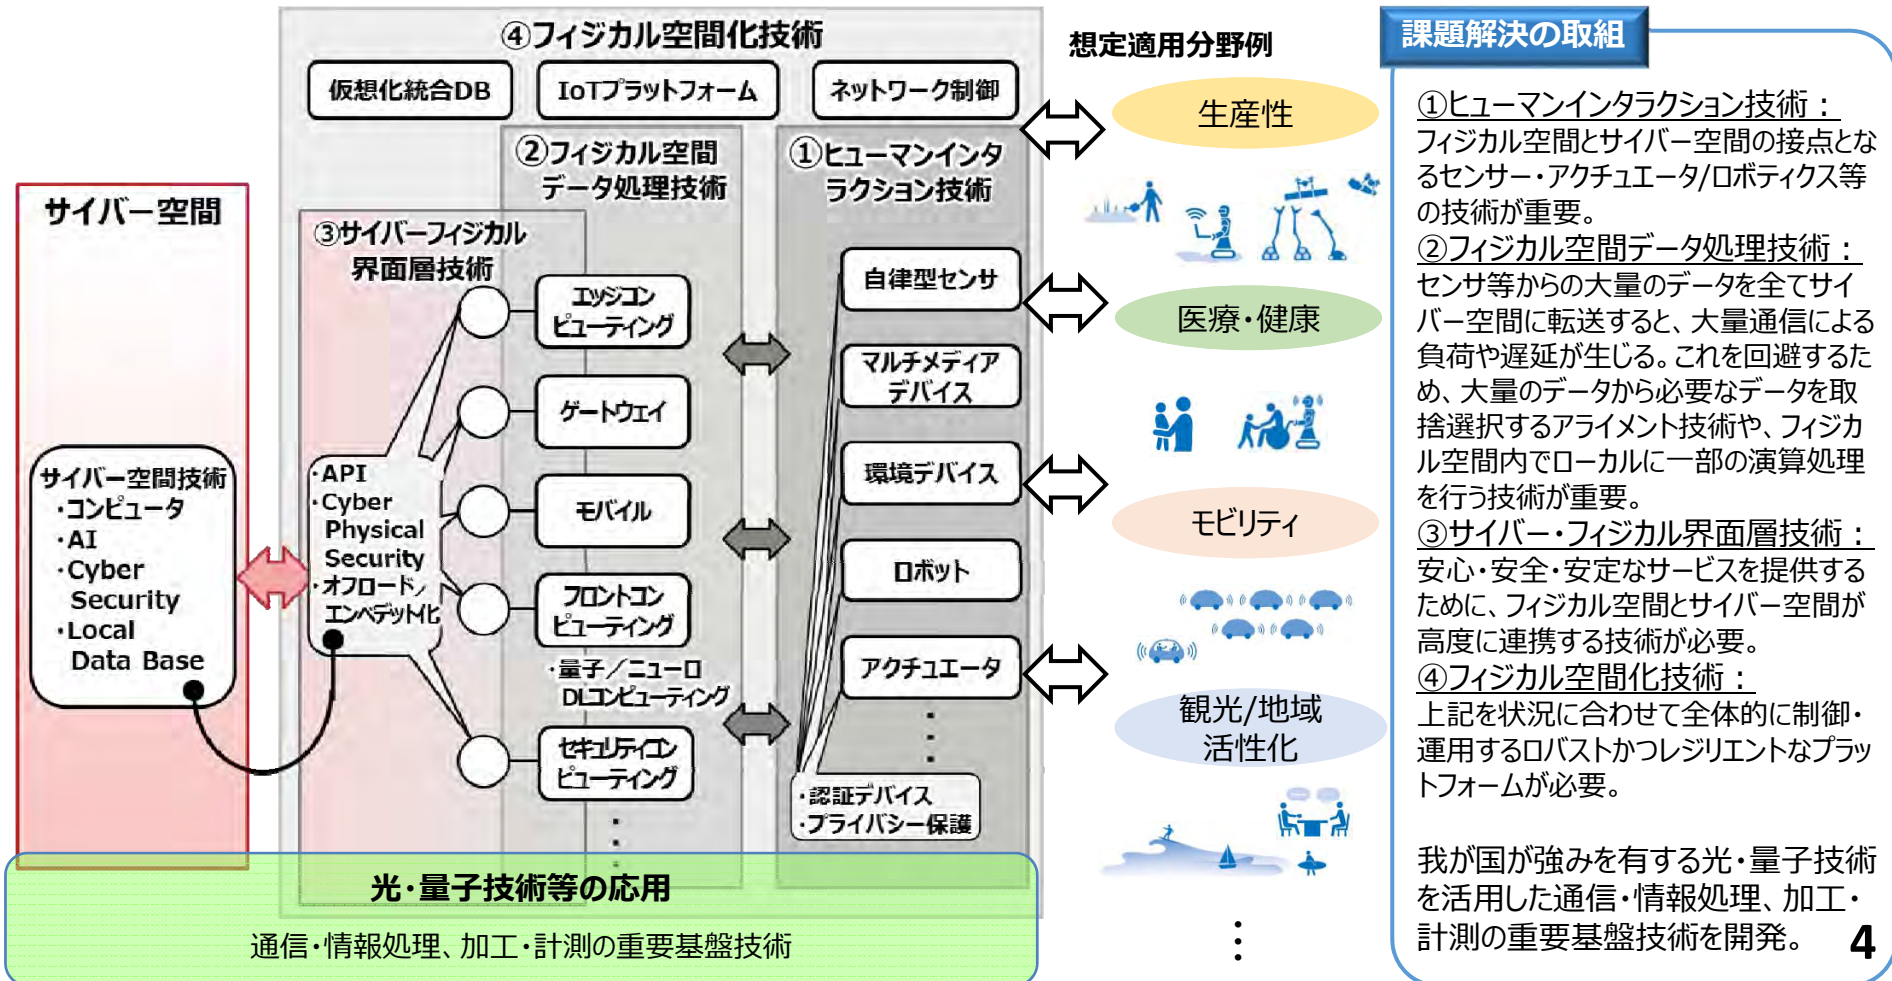 ④フィジカル空間化技術
仮想化統合DB
IoTプラットフォーム
ネットワーク制御
②フィジカル空間
データ処理技術
①ヒューマンインタ
ラクション技術
サイバー空間
③サイバーフィジカル
界面層技術
エッジコン
ピューティング
ゲートウェイ
モバイル
フロントコン
ピューティング
・量子／ニューロ
DLコンピューティング
セキュリティコン
ピューティング
・
・
・
・
サイバー空間技術
・コンピュータ
・AI
・Cyber
Security
・Local
Data Base
・API
・Cyber
Physical
Security
・オフロード／
エンベデット化
自律型センサ
マルチメディア
デバイス
環境デバイス
ロボット
アクチュエータ
・
・
・
・認証デバイス
・プライバシー保護
光・量子技術等の応用
通信・情報処理、加工・計測の重要基盤技術
想定適用分野例
生産性
医療・健康
モビリティ
観光/地域
活性化
⋮
課題解決の取組
①ヒューマンインタラクション技術：
フィジカル空間とサイバー空間の接点とな
るセンサー・アクチュエータ/ロボティクス等
の技術が重要。
②フィジカル空間データ処理技術：
センサ等からの大量のデータを全てサイ
バー空間に転送すると、大量通信による
負荷や遅延が生じる。これを回避するた
め、大量のデータから必要なデータを取
捨選択するアライメント技術や、フィジカ
ル空間内でローカルに一部の演算処理
を行う技術が重要。
③サイバー・フィジカル界面層技術：
安心・安全・安定なサービスを提供する
ために、フィジカル空間とサイバー空間が
高度に連携する技術が必要。
④フィジカル空間化技術：
上記を状況に合わせて全体的に制御・
運用するロバストかつレジリエントなプラッ
トフォームが必要。
我が国が強みを有する光・量子技術
を活用した通信・情報処理、加工・
計測の重要基盤技術を開発。
4